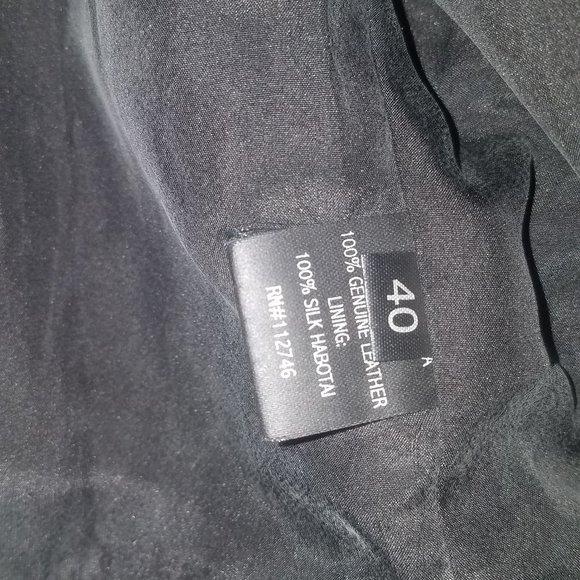 40
A
100% GENUINE LEATHER
LINING:
100% SILK HABOTAI
RN#112746